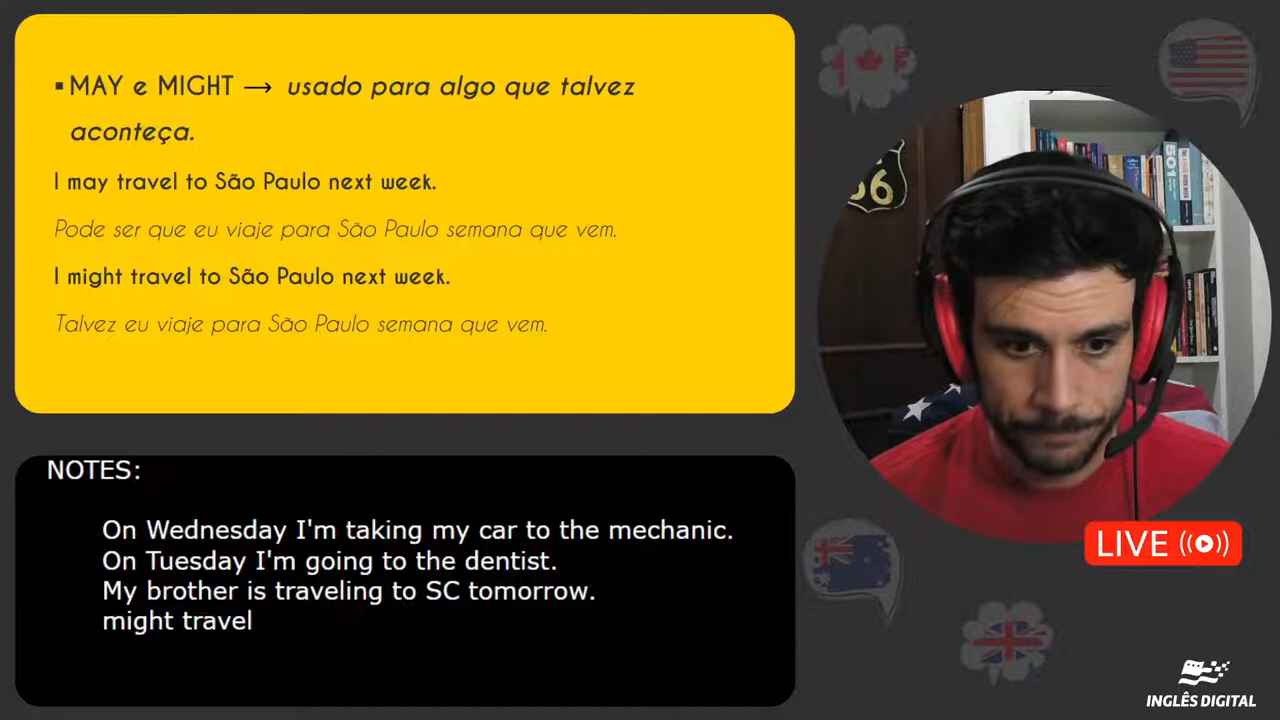 ▪MAY e MIGHT → usado para algo que talvez
aconteça.
I may travel to São Paulo next week.
Pode ser que eu viaje para São Paulo semana que vem.
I might travel to São Paulo next week.
Talvez eu viaje para São Paulo semana que vem.
NOTES:
On Wednesday I'm taking my car to the mechanic.
On Tuesday I'm going to the dentist.
My brother is traveling to SC tomorrow.
might travel
66
501
LIVE
INGLÊS DIGITAL